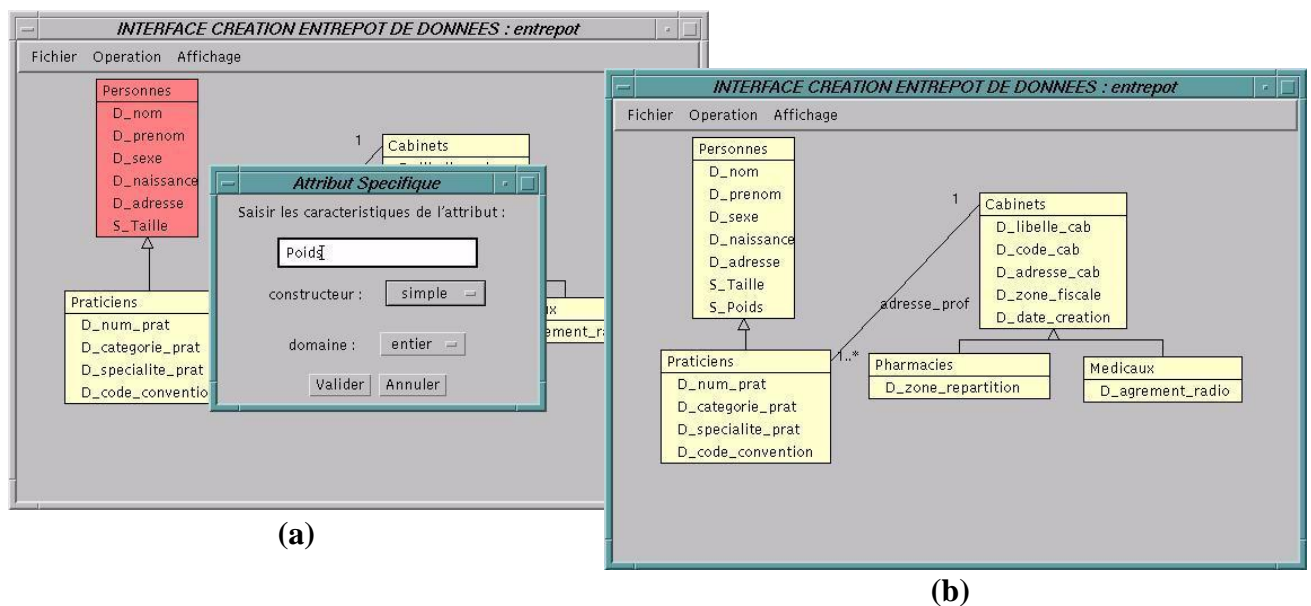 INTERFACE CREATION ENTREPOT DE DONNEES : entrepot
Fichier Operation Affichage
Personnes
D_nom
D_prenom
D_sexe
D_naissance
D_adresse
S_Taille
1
Cabinets
Praticiens
D_num_prat
D_categorie_prat
D_specialite_prat
D_code_conventio
Attribut Specifique
Saisir les caracteristiques de l'attribut :
Poids
constructeur : simple
domaine : entier
Valider Annuler
ux
ement_r
(a)
INTERFACE CREATION ENTREPOT DE DONNEES : entrepot
Fichier Operation Affichage
Personnes
D_nom
D_prenom
D_sexe
D_naissance
D_adresse
S_Taille
S_Poids
1
Cabinets
D_libelle_cab
D_code_cab
D_adresse_cab
D_zone_fiscale
D_date_creation
adresse_prof
1..*
Praticiens
D_num_prat
D_categorie_prat
D_specialite_prat
D_code_convention
Pharmacies
D_zone_repartition
Medicaux
D_agrement_radio
(b)